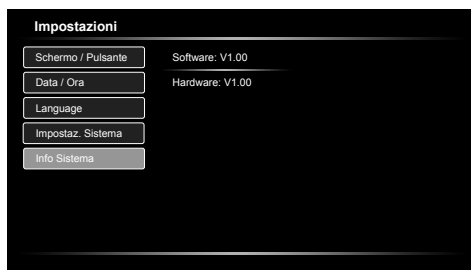 Impostazioni
Schermo / Pulsante
Software: V1.00
Data / Ora
Hardware: V1.00
Language
Impostaz. Sistema
Info Sistema